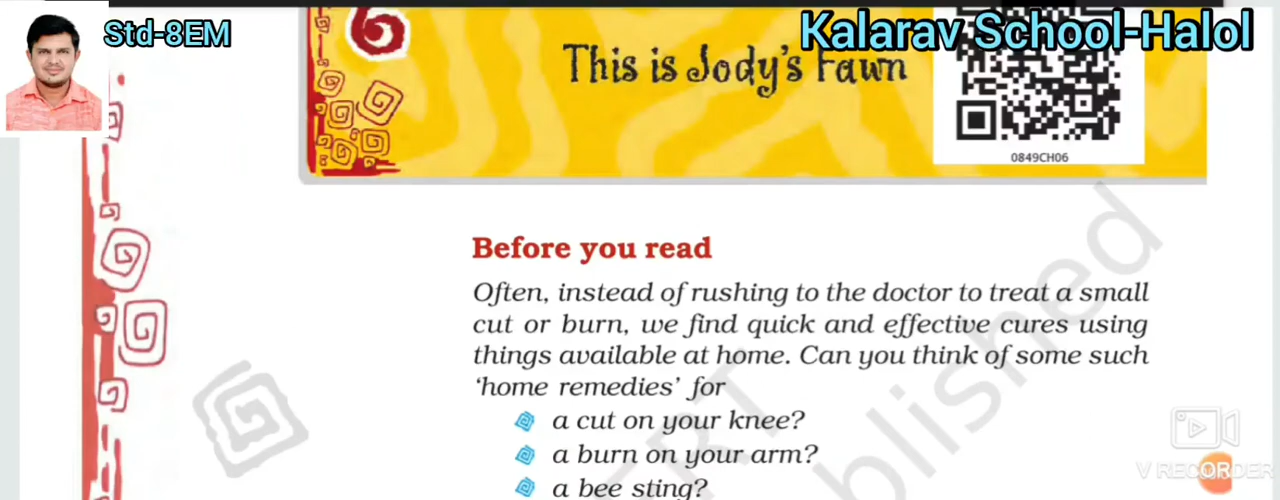 Std-8EM
Kalarav School-Halol
6
This is Jody's Fawn
0849CH06
Before you read
Often, instead of rushing to the doctor to treat a small
cut or burn, we find quick and effective cures using
things available at home. Can you think of some such
‘home remedies’ for
a cut on your knee?
a burn on your arm?
a bee sting?
blished
V RECORDER